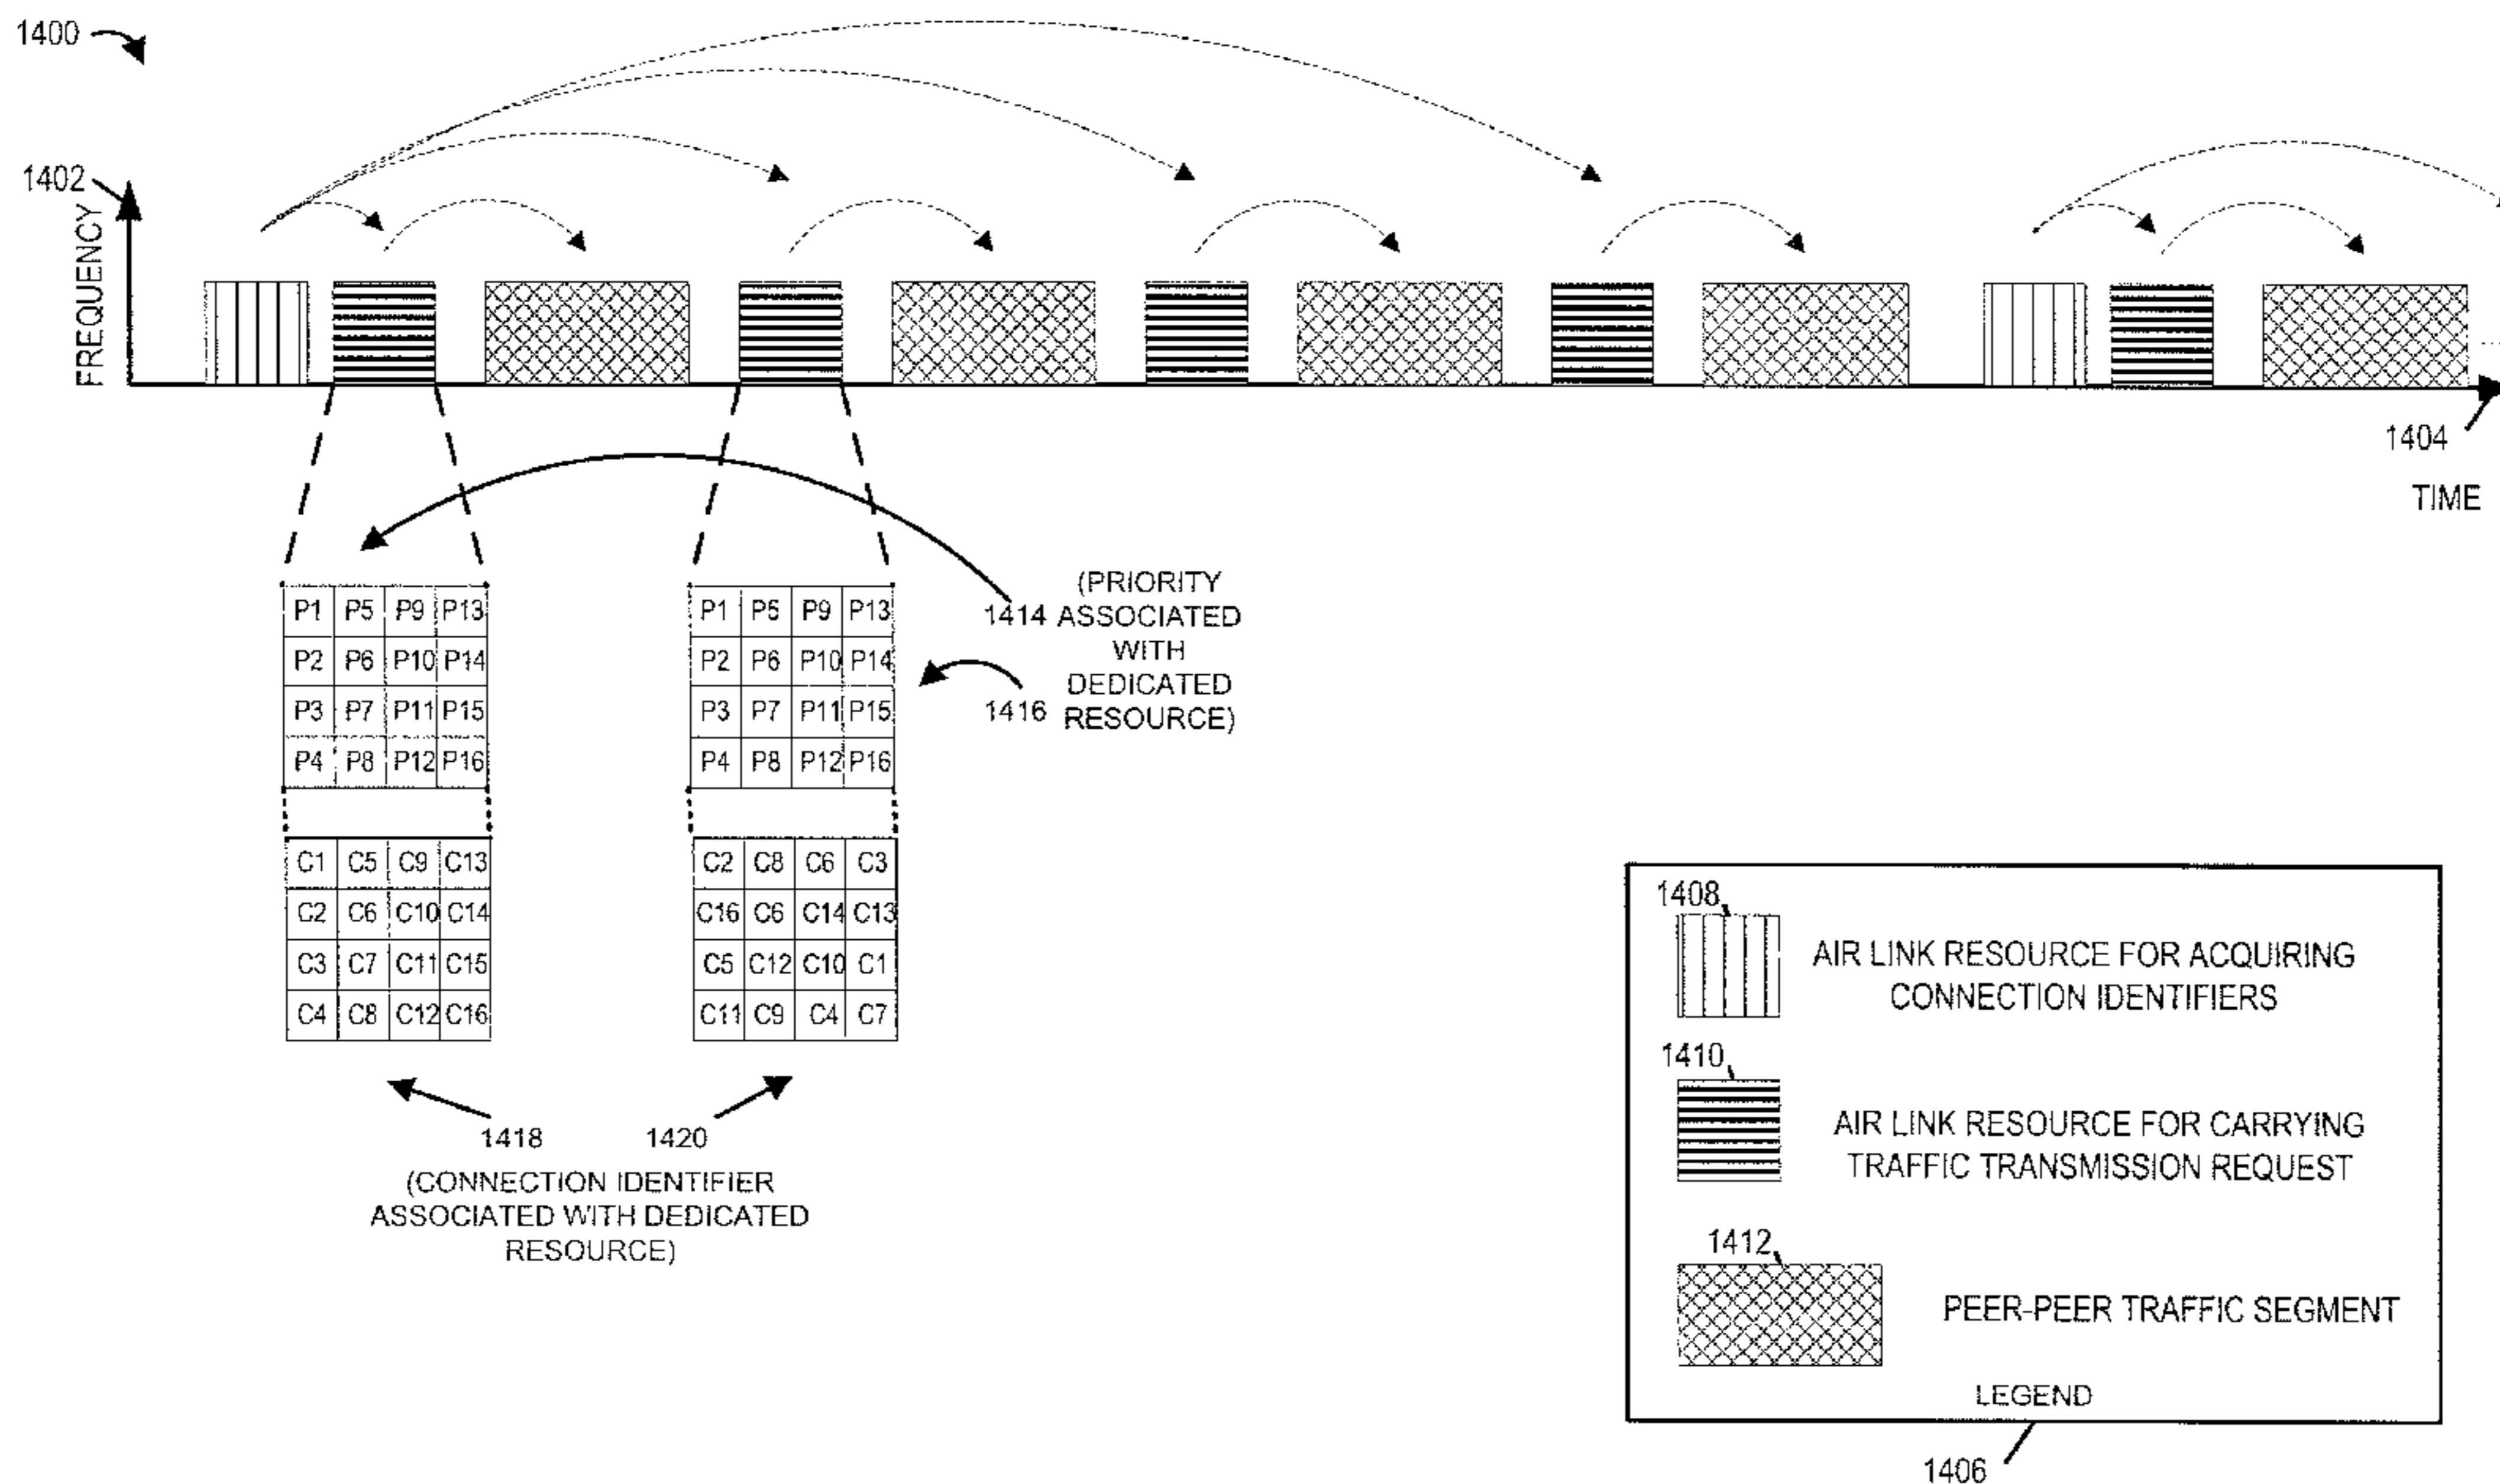 1400
1402
FREQUENCY
1404
TIME
P1 P5 P9 P13
P2 P6 P10 P14
P3 P7 P11 P15
P4 P8 P12 P16
P1 P5 P9 P13
P2 P6 P10 P14
P3 P7 P11 P15
P4 P8 P12 P16
1414
1416
(PRIORITY
ASSOCIATED
WITH
DEDICATED
RESOURCE)
C1 C5 C9 C13
C2 C6 C10 C14
C3 C7 C11 C15
C4 C8 C12 C16
C2 C8 C6 C3
C16 C6 C14 C13
C5 C12 C10 C1
C11 C9 C4 C7
1418 1420
(CONNECTION IDENTIFIER
ASSOCIATED WITH DEDICATED
RESOURCE)
1408
AIR LINK RESOURCE FOR ACQUIRING
CONNECTION IDENTIFIERS
1410
AIR LINK RESOURCE FOR CARRYING
TRAFFIC TRANSMISSION REQUEST
1412
PEER-PEER TRAFFIC SEGMENT
LEGEND
1406